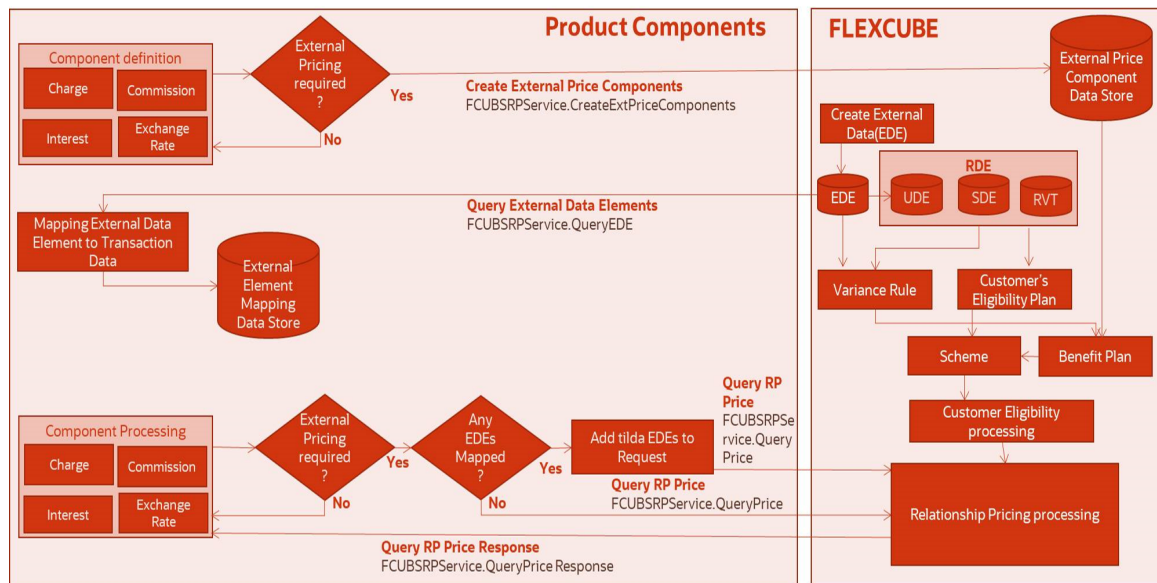 Product Components
Component definition
Charge
Commission
Interest
Exchange
Rate
External
Pricing
required
?
Yes
No
Create External Price Components
FCUBSRPService.CreateExtPriceComponents
Query External Data Elements
FCUBSRPService.QueryEDE
Mapping External Data
Element to Transaction
Data
External
Element
Mapping
Data Store
Component Processing
Charge
Commission
Interest
Exchange
Rate
External
Pricing
required
?
Yes
No
Any
EDEs
Mapped
?
Yes
No
Add tilda EDEs to
Request
Query RP
Price
FCUBSRPSe
rvice.Query
Price
Query RP Price
FCUBSRPService.QueryPrice
Query RP Price Response
FCUBSRPService.QueryPrice Response
FLEXCUBE
External Price
Component
Data Store
Create External
Data(EDE)
EDE
RDE
UDE
SDE
RVT
Variance Rule
Customer's
Eligibility Plan
Scheme
Benefit Plan
Customer Eligibility
processing
Relationship Pricing processing